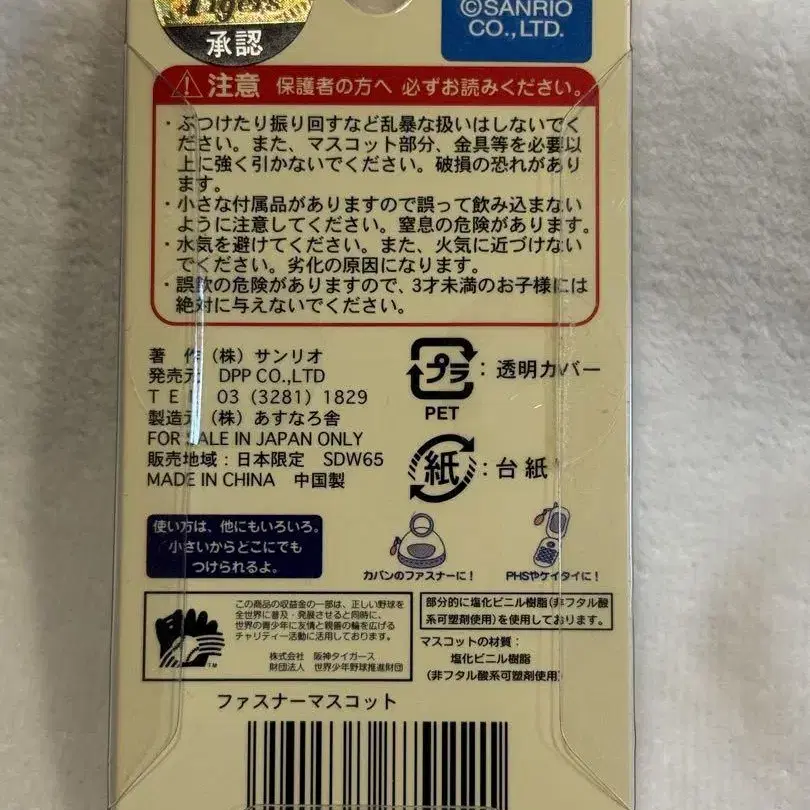 Tigers
承認
©SANRIO
CO.,LTD.
注意 保護者の方へ 必ずお読みください。
・ぶつけたり振り回すなど乱暴な扱いはしないでく
ださい。また、マスコット部分、金具等を必要以
上に強く引かないでください。破損の恐れがあり
ます。
・小さな付属品がありますので誤って飲み込まない
ように注意してください。窒息の危険があります。
・水気を避けてください。また、火気に近づけない
でください。劣化の原因になります。
・誤飲の危険がありますので、3才未満のお子様には
絶対に与えないでください。
著 作(株)サンリオ
発売元 DPP CO.,LTD
TEL 03(3281)1829
製造元(株)あすなろ舎
FOR SALE IN JAPAN ONLY
販売地域:日本限定 SDW65
MADE IN CHINA 中国製
プラ:透明カバー
PET
紙:台紙
使い方は、他にもいろいろ。
小さいからどこにでも
つけられるよ。
カバンのファスナーに!
PHSやケイタイに!
この商品の収益金の一部は、正しい野球を
全世界に普及・発展させると同時に、
世界の青少年に友情と親善の輪を広げる
チャリティー活動に活用しております。
株式会社 阪神タイガース
財団法人 世界少年野球推進財団
TM
部分的に塩化ビニル樹脂(非フタル酸
系可塑剤使用)を使用しております。
マスコットの材質:
塩化ビニル樹脂
(非フタル酸系可塑剤使用)
ファスナーマスコット